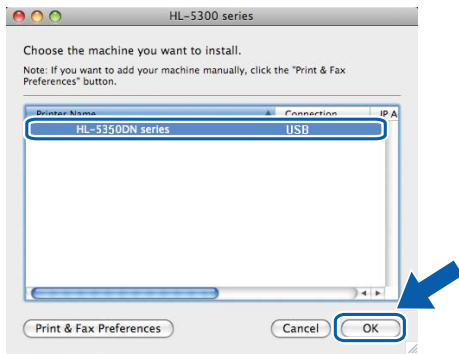 HL-5300 series
Choose the machine you want to install.
Note: If you want to add your machine manually, click the "Print & Fax
Preferences" button.
Printer Name Connection IP A
HL-5350DN series USB
Print & Fax Preferences Cancel OK